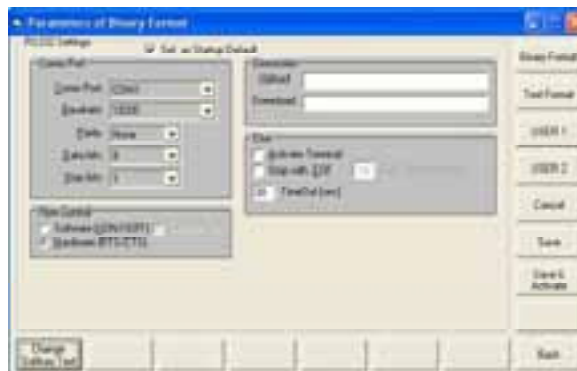 Parameters of Binary Format
RS232 Settings
Set as Startup Default
Comm Port
Comm Port COM1
Baudrate 19200
Parity None
Data bits 8
Stop bits 1
Flow Control
Software (XON/XOFF)
Hardware (RTS/CTS)
Directories
Upload
Download
Else
Activate Terminal
Stop with EOF
TimeOut [sec]
Binary Format
Text Format
USER 1
USER 2
Cancel
Save
Save &
Activate
Back
Change
Softkey Text